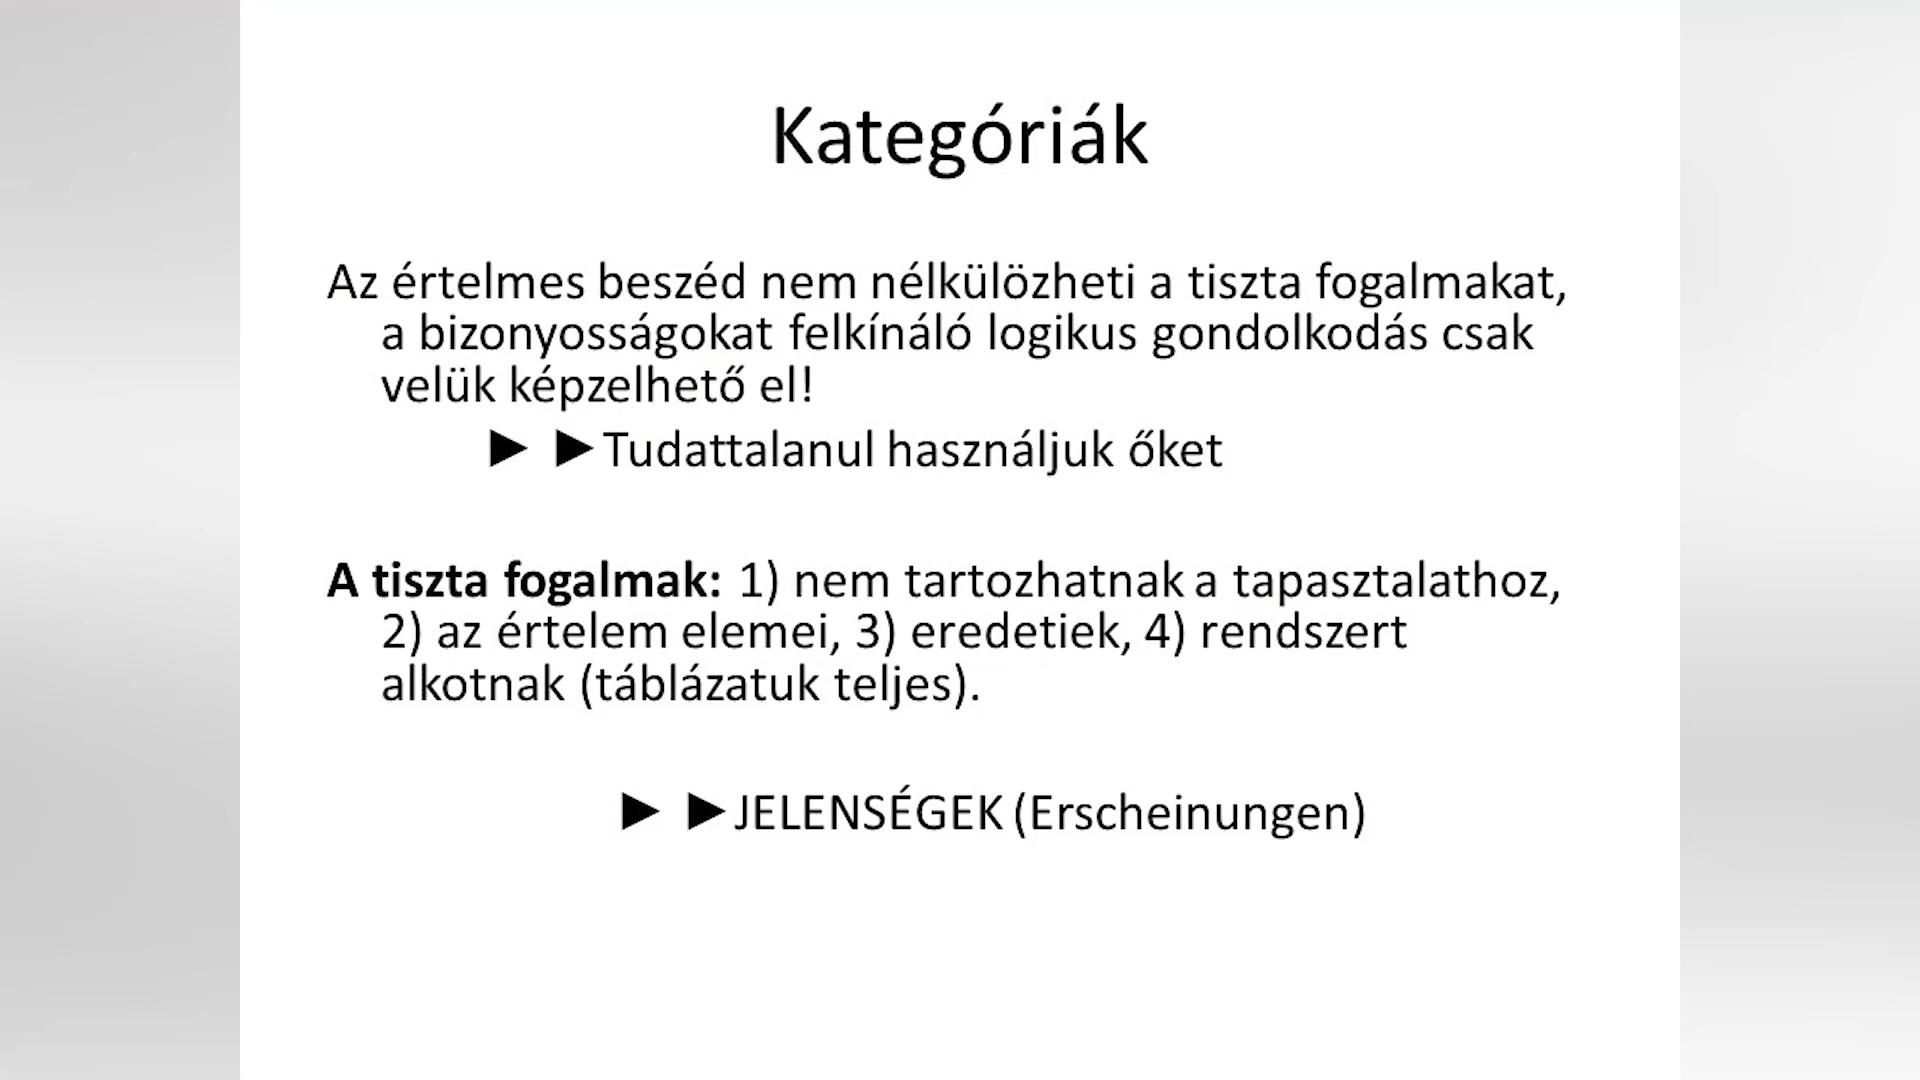 Kategóriák
Az értelmes beszéd nem nélkülözheti a tiszta fogalmakat,
a bizonyosságokat felkínáló logikus gondolkodás csak
velük képzelhető el!
► ►Tudattalanul használjuk őket
A tiszta fogalmak: 1) nem tartozhatnak a tapasztalathoz,
2) az értelem elemei, 3) eredetiek, 4) rendszert
alkotnak (táblázatuk teljes).
► ►JELENSÉGEK (Erscheinungen)